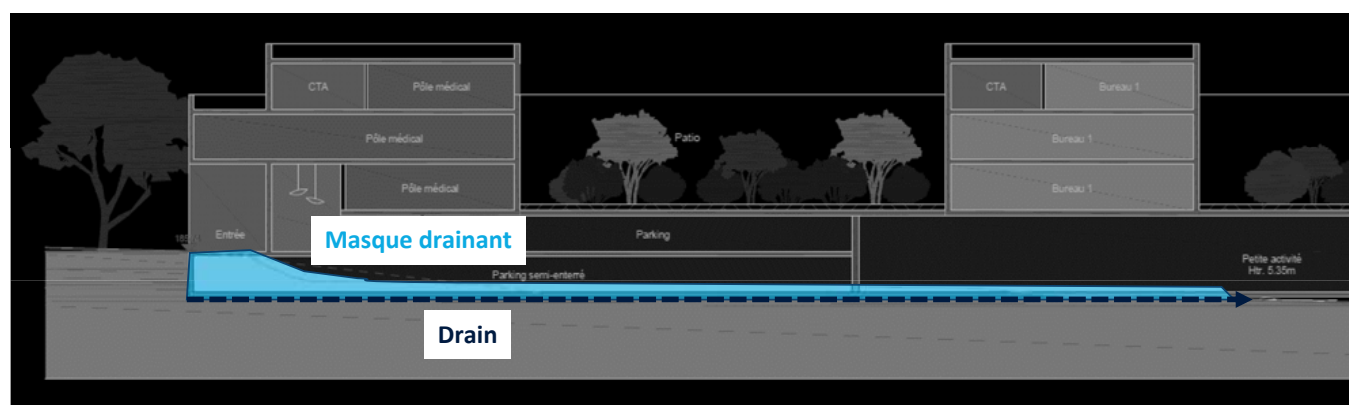 CTA
Pôle médical
CTA
Bureau 1
Pôle médical
Patio
Bureau 1
Pôle médical
Bureau 1
Entrée
Masque drainant
Parking
Petite activité
Htr. 5.35m
Parking semi-enterré
Drain